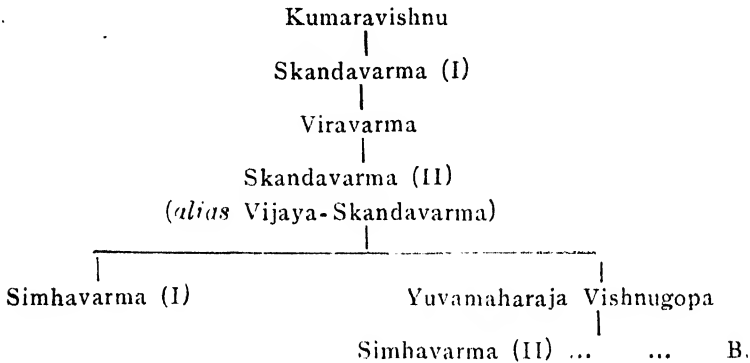 Kumaravishnu
Skandavarma (I)
Viravarma
Skandavarma (II)
(alias Vijaya-Skandavarma)
Simhavarma (I) Yuvamaharaja Vishnugopa
Simhavarma (II) ... ... B.